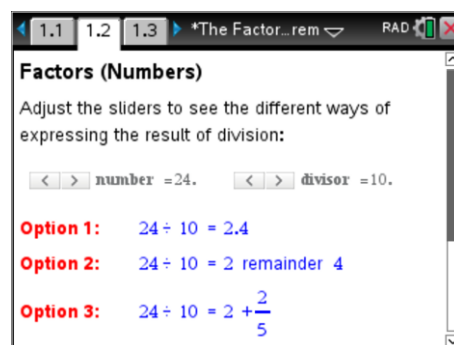 1.1 1.2 1.3 *The Factor...rem RAD
Factors (Numbers)
Adjust the sliders to see the different ways of
expressing the result of division:
< > number =24. < > divisor =10.
Option 1: 24÷ 10 = 2.4
Option 2: 24÷ 10 = 2 remainder 4
Option 3: 24÷ 10 = 2 +2/5